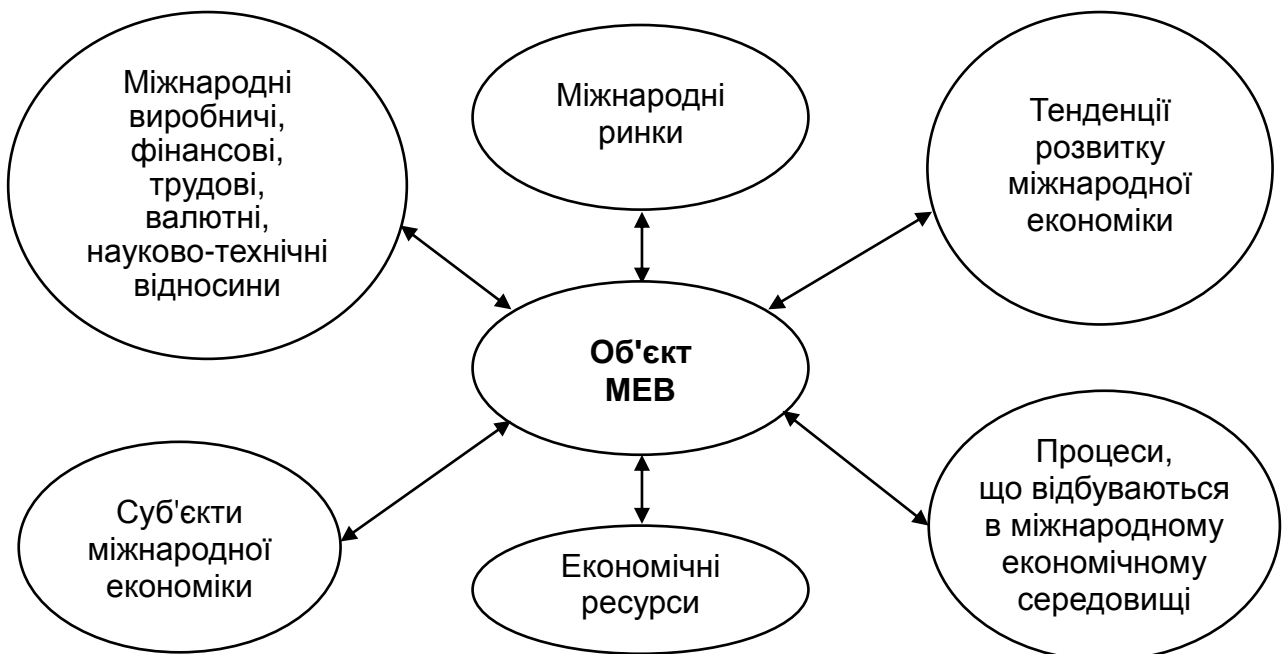 Міжнародні
виробничі,
фінансові,
трудові,
валютні,
науково-технічні
відносини
Міжнародні
ринки
Тенденції
розвитку
міжнародної
економіки
Об'єкт
МЕВ
Суб'єкти
міжнародної
економіки
Економічні
ресурси
Процеси,
що відбуваються
в міжнародному
економічному
середовищі